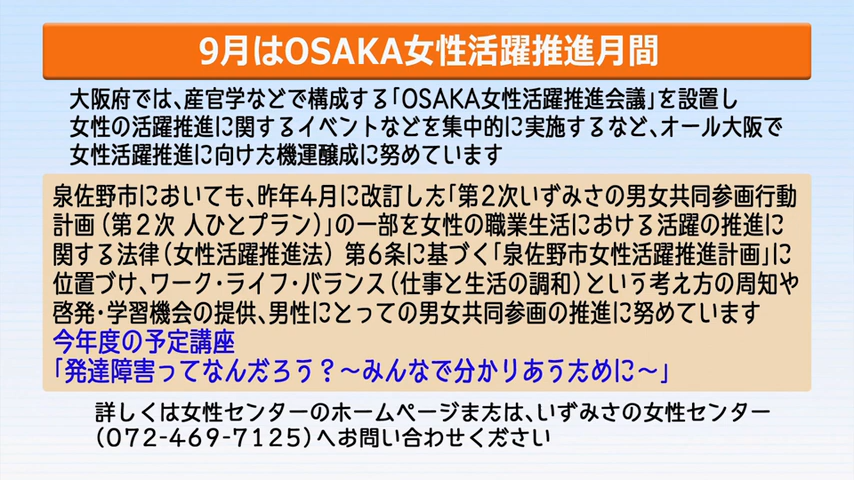 9月はOSAKA女性活躍推進月間
大阪府では、産官学などで構成する「OSAKA女性活躍推進会議」を設置し
女性の活躍推進に関するイベントなどを集中的に実施するなど、オール大阪で
女性活躍推進に向けた機運醸成に努めています
泉佐野市においても、昨年4月に改訂した「第2次いずみさの男女共同参画行動
計画(第2次 人ひとプラン)」の一部を女性の職業生活における活躍の推進に
関する法律(女性活躍推進法) 第6条に基づく「泉佐野市女性活躍推進計画」に
位置づけ、ワーク・ライフ・バランス(仕事と生活の調和)という考え方の周知や
啓発・学習機会の提供、男性にとっての男女共同参画の推進に努めています
今年度の予定講座
「発達障害ってなんだろう?~みんなで分かりあうために~」
詳しくは女性センターのホームページまたは、いずみさの女性センター
(072-469-7125)へお問い合わせください